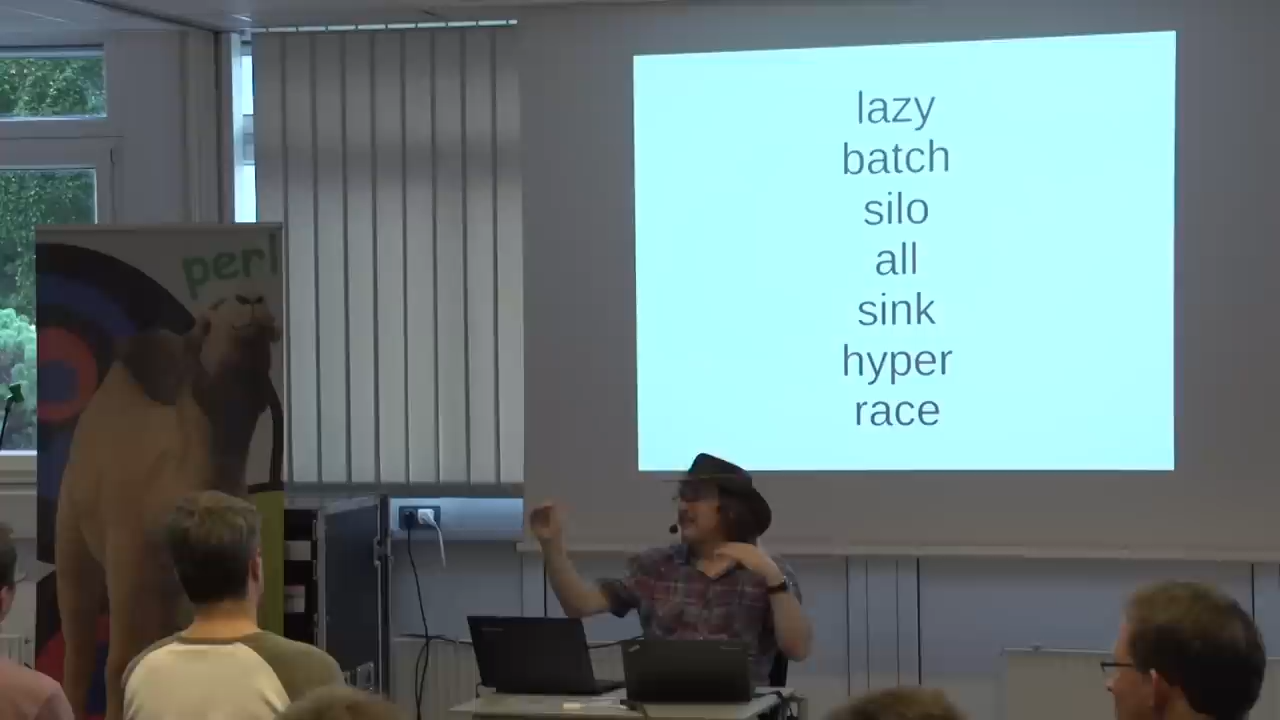 lazy
batch
silo
all
sink
hyper
race
perl